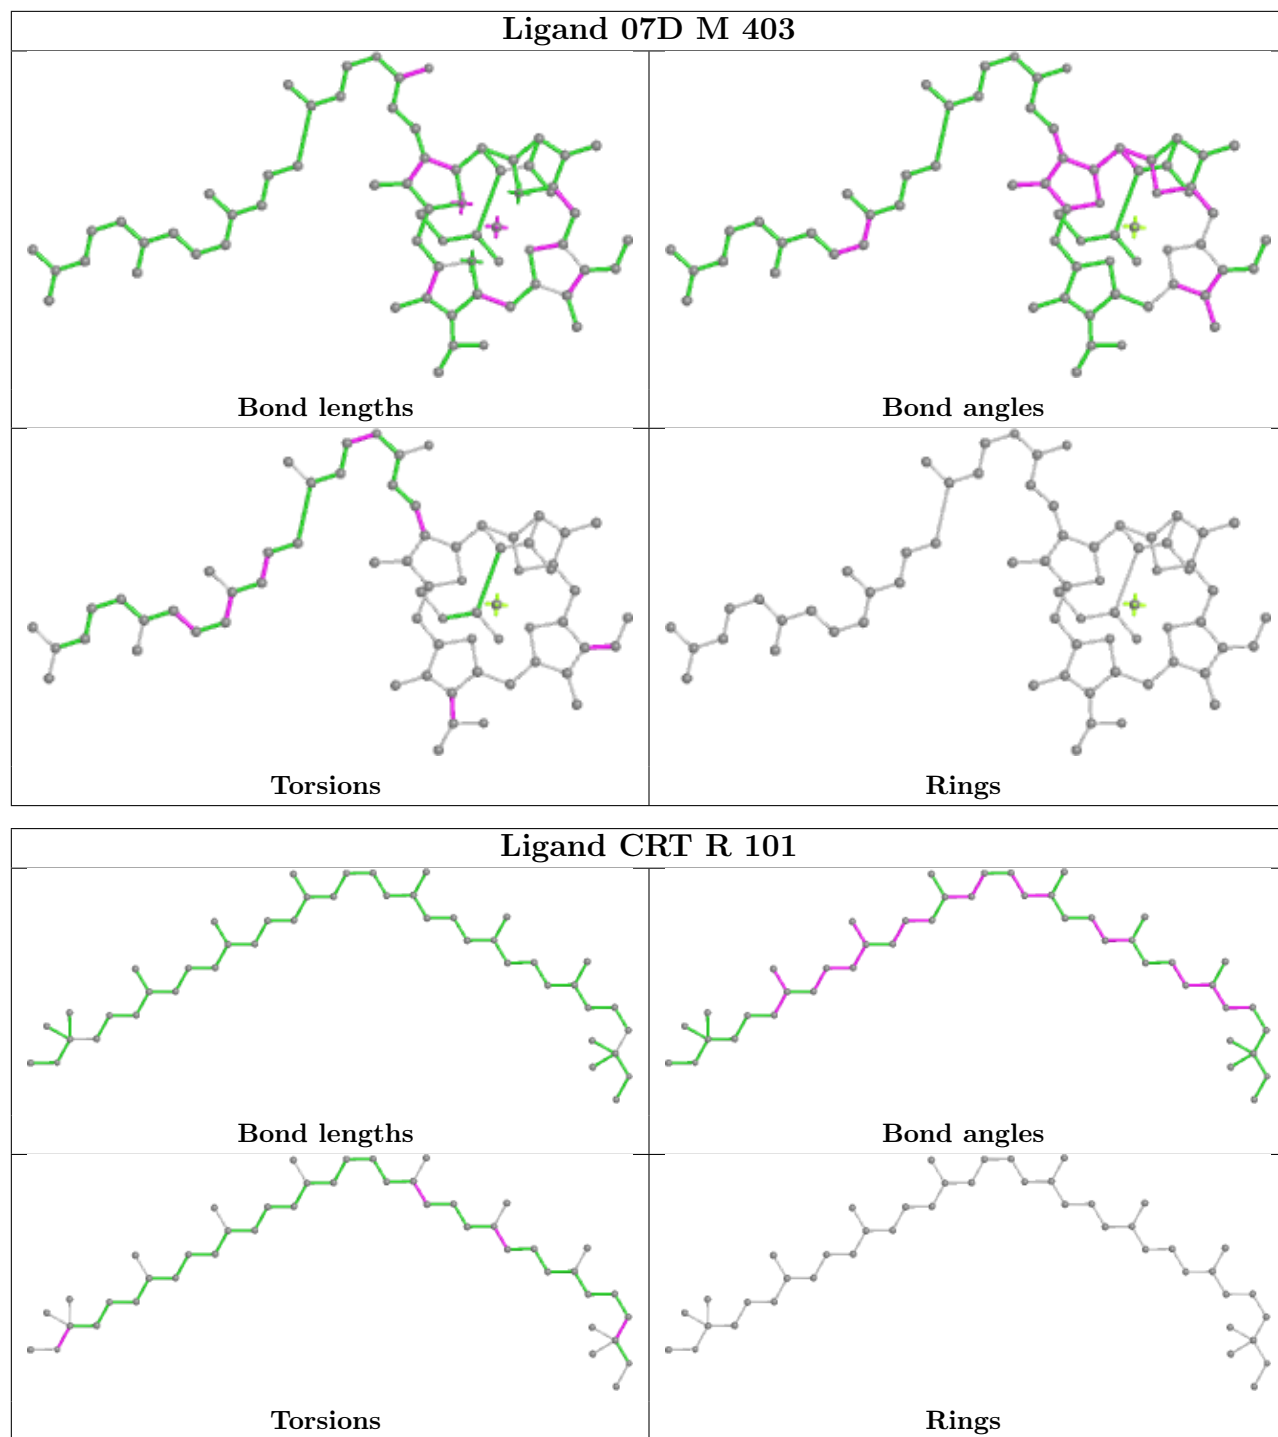 Ligand 07D M 403
Bond lengths
Bond angles
Torsions
Rings
Ligand CRT R 101
Bond lengths
Bond angles
Torsions
Rings